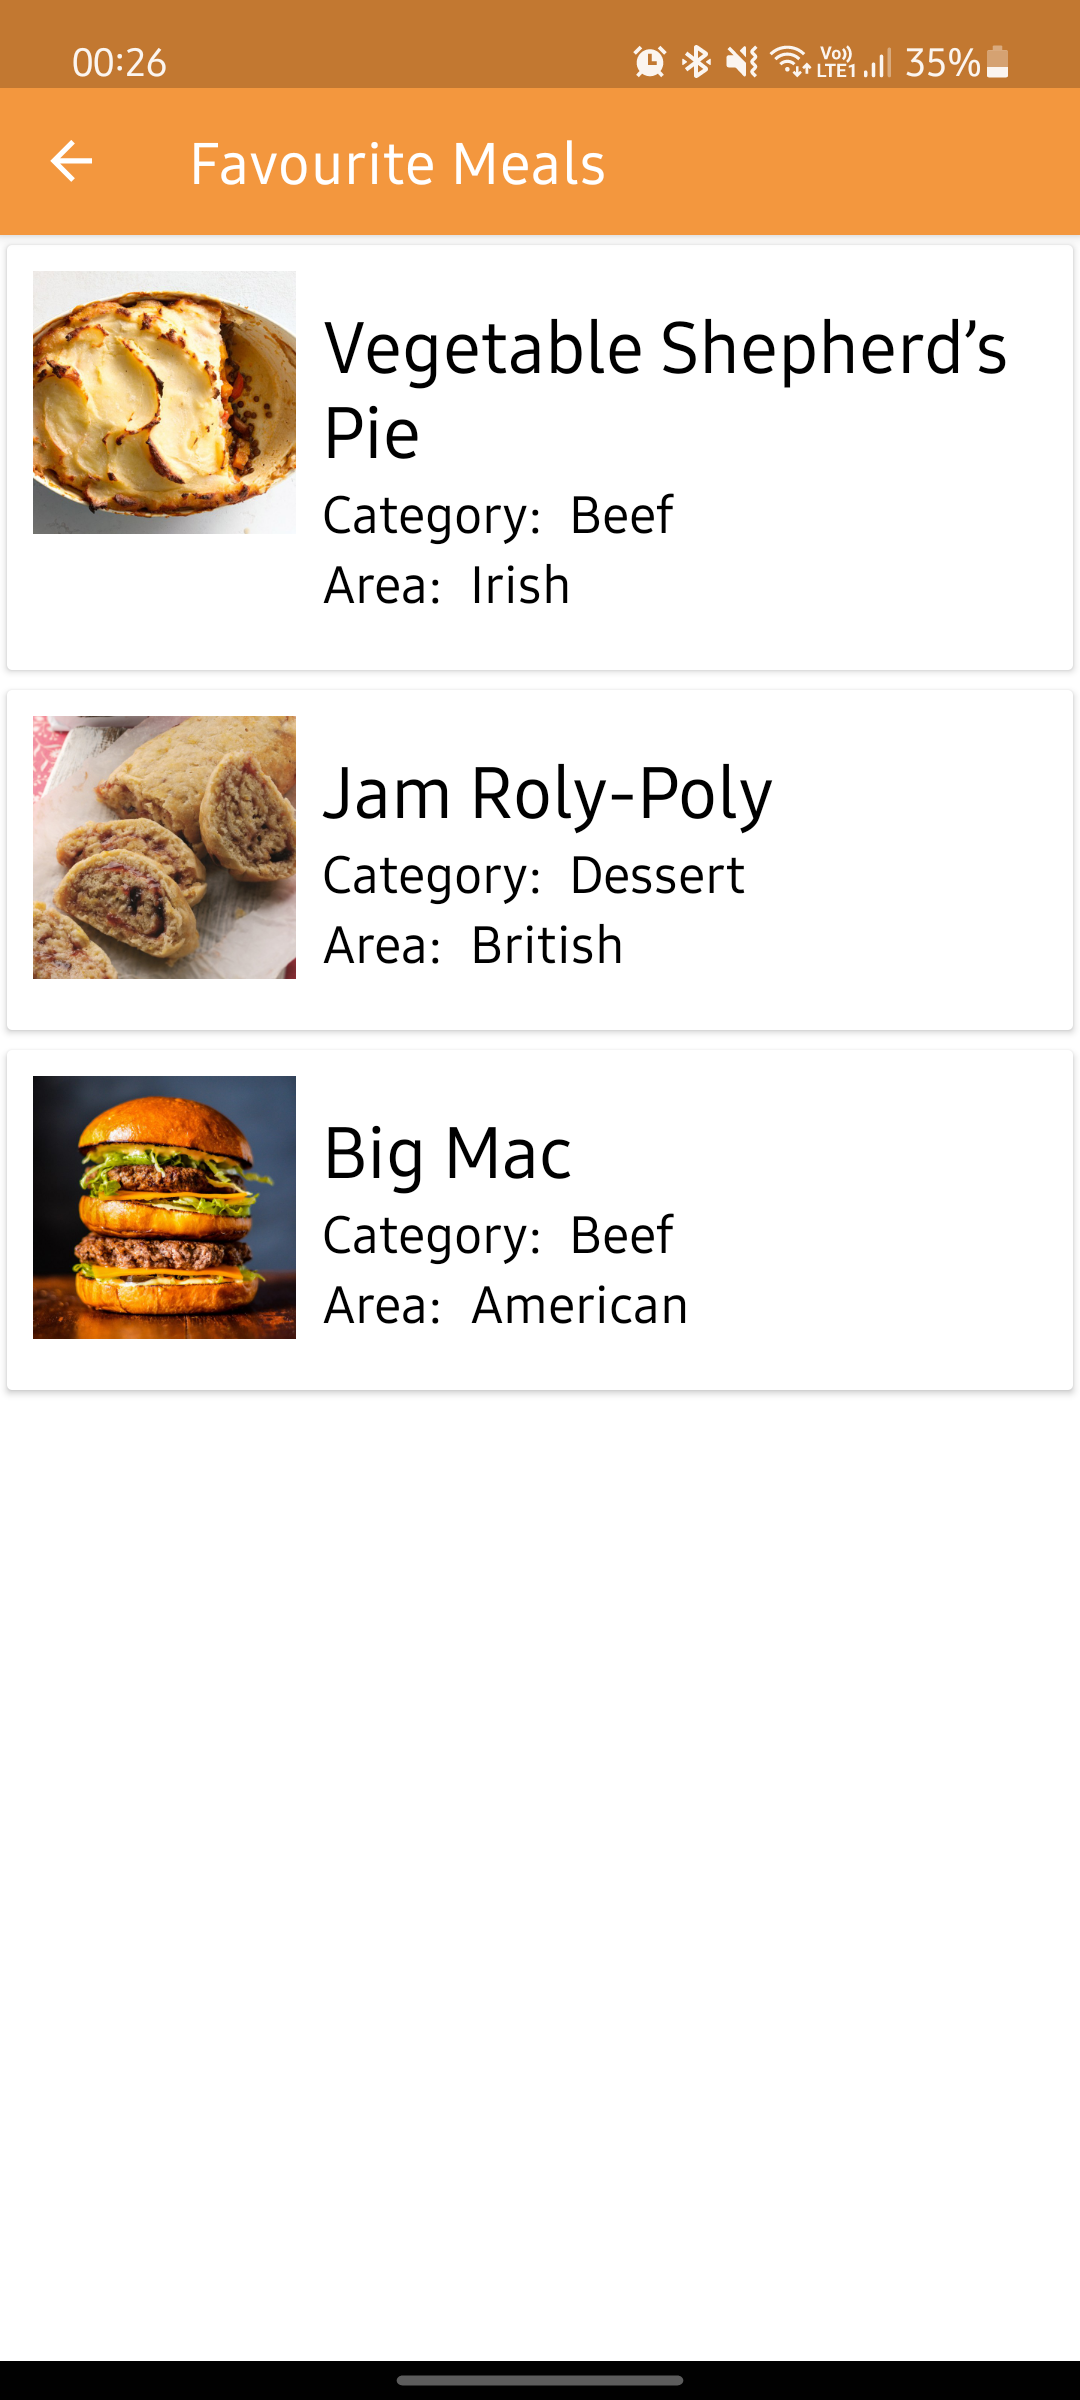 00:26 Vo)) LTE1 35%
Favourite Meals
Vegetable Shepherd’s
Pie
Category: Beef
Area: Irish
Jam Roly-Poly
Category: Dessert
Area: British
Big Mac
Category: Beef
Area: American